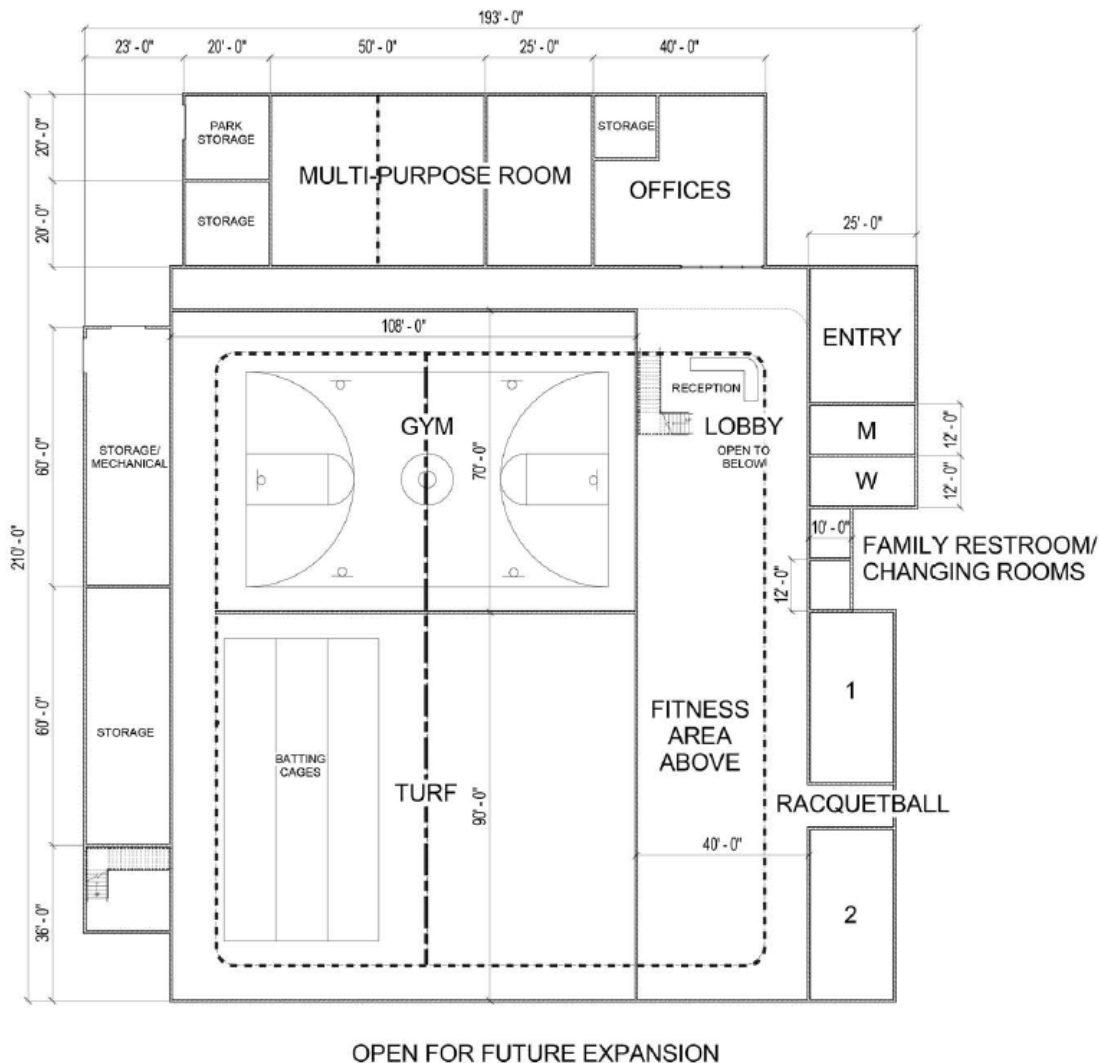 193' - 0"
23' - 0"
20' - 0"
50' - 0"
25' - 0"
40' - 0"
20' - 0"
PARK
STORAGE
STORAGE
MULTI-PURPOSE ROOM
OFFICES
20' - 0"
STORAGE
25' - 0"
108' - 0"
ENTRY
RECEPTION
GYM
LOBBY
OPEN TO
BELOW
M
12' - 0"
W
12' - 0"
60' - 0"
STORAGE/
MECHANICAL
70' - 0"
210' - 0"
10' - 0"
FAMILY RESTROOM/
CHANGING ROOMS
12' - 0"
1
60' - 0"
STORAGE
BATTING
CAGES
FITNESS
AREA
ABOVE
TURF
90' - 0"
RACQUETBALL
40' - 0"
36' - 0"
2
OPEN FOR FUTURE EXPANSION